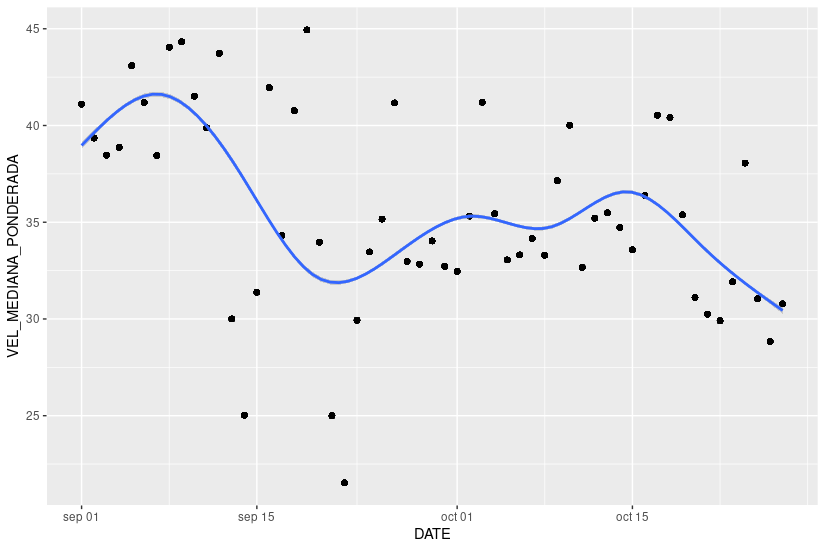 45
40
35
30
25
VEL_MEDIANA_PONDERADA
sep 01
sep 15
oct 01
oct 15
DATE